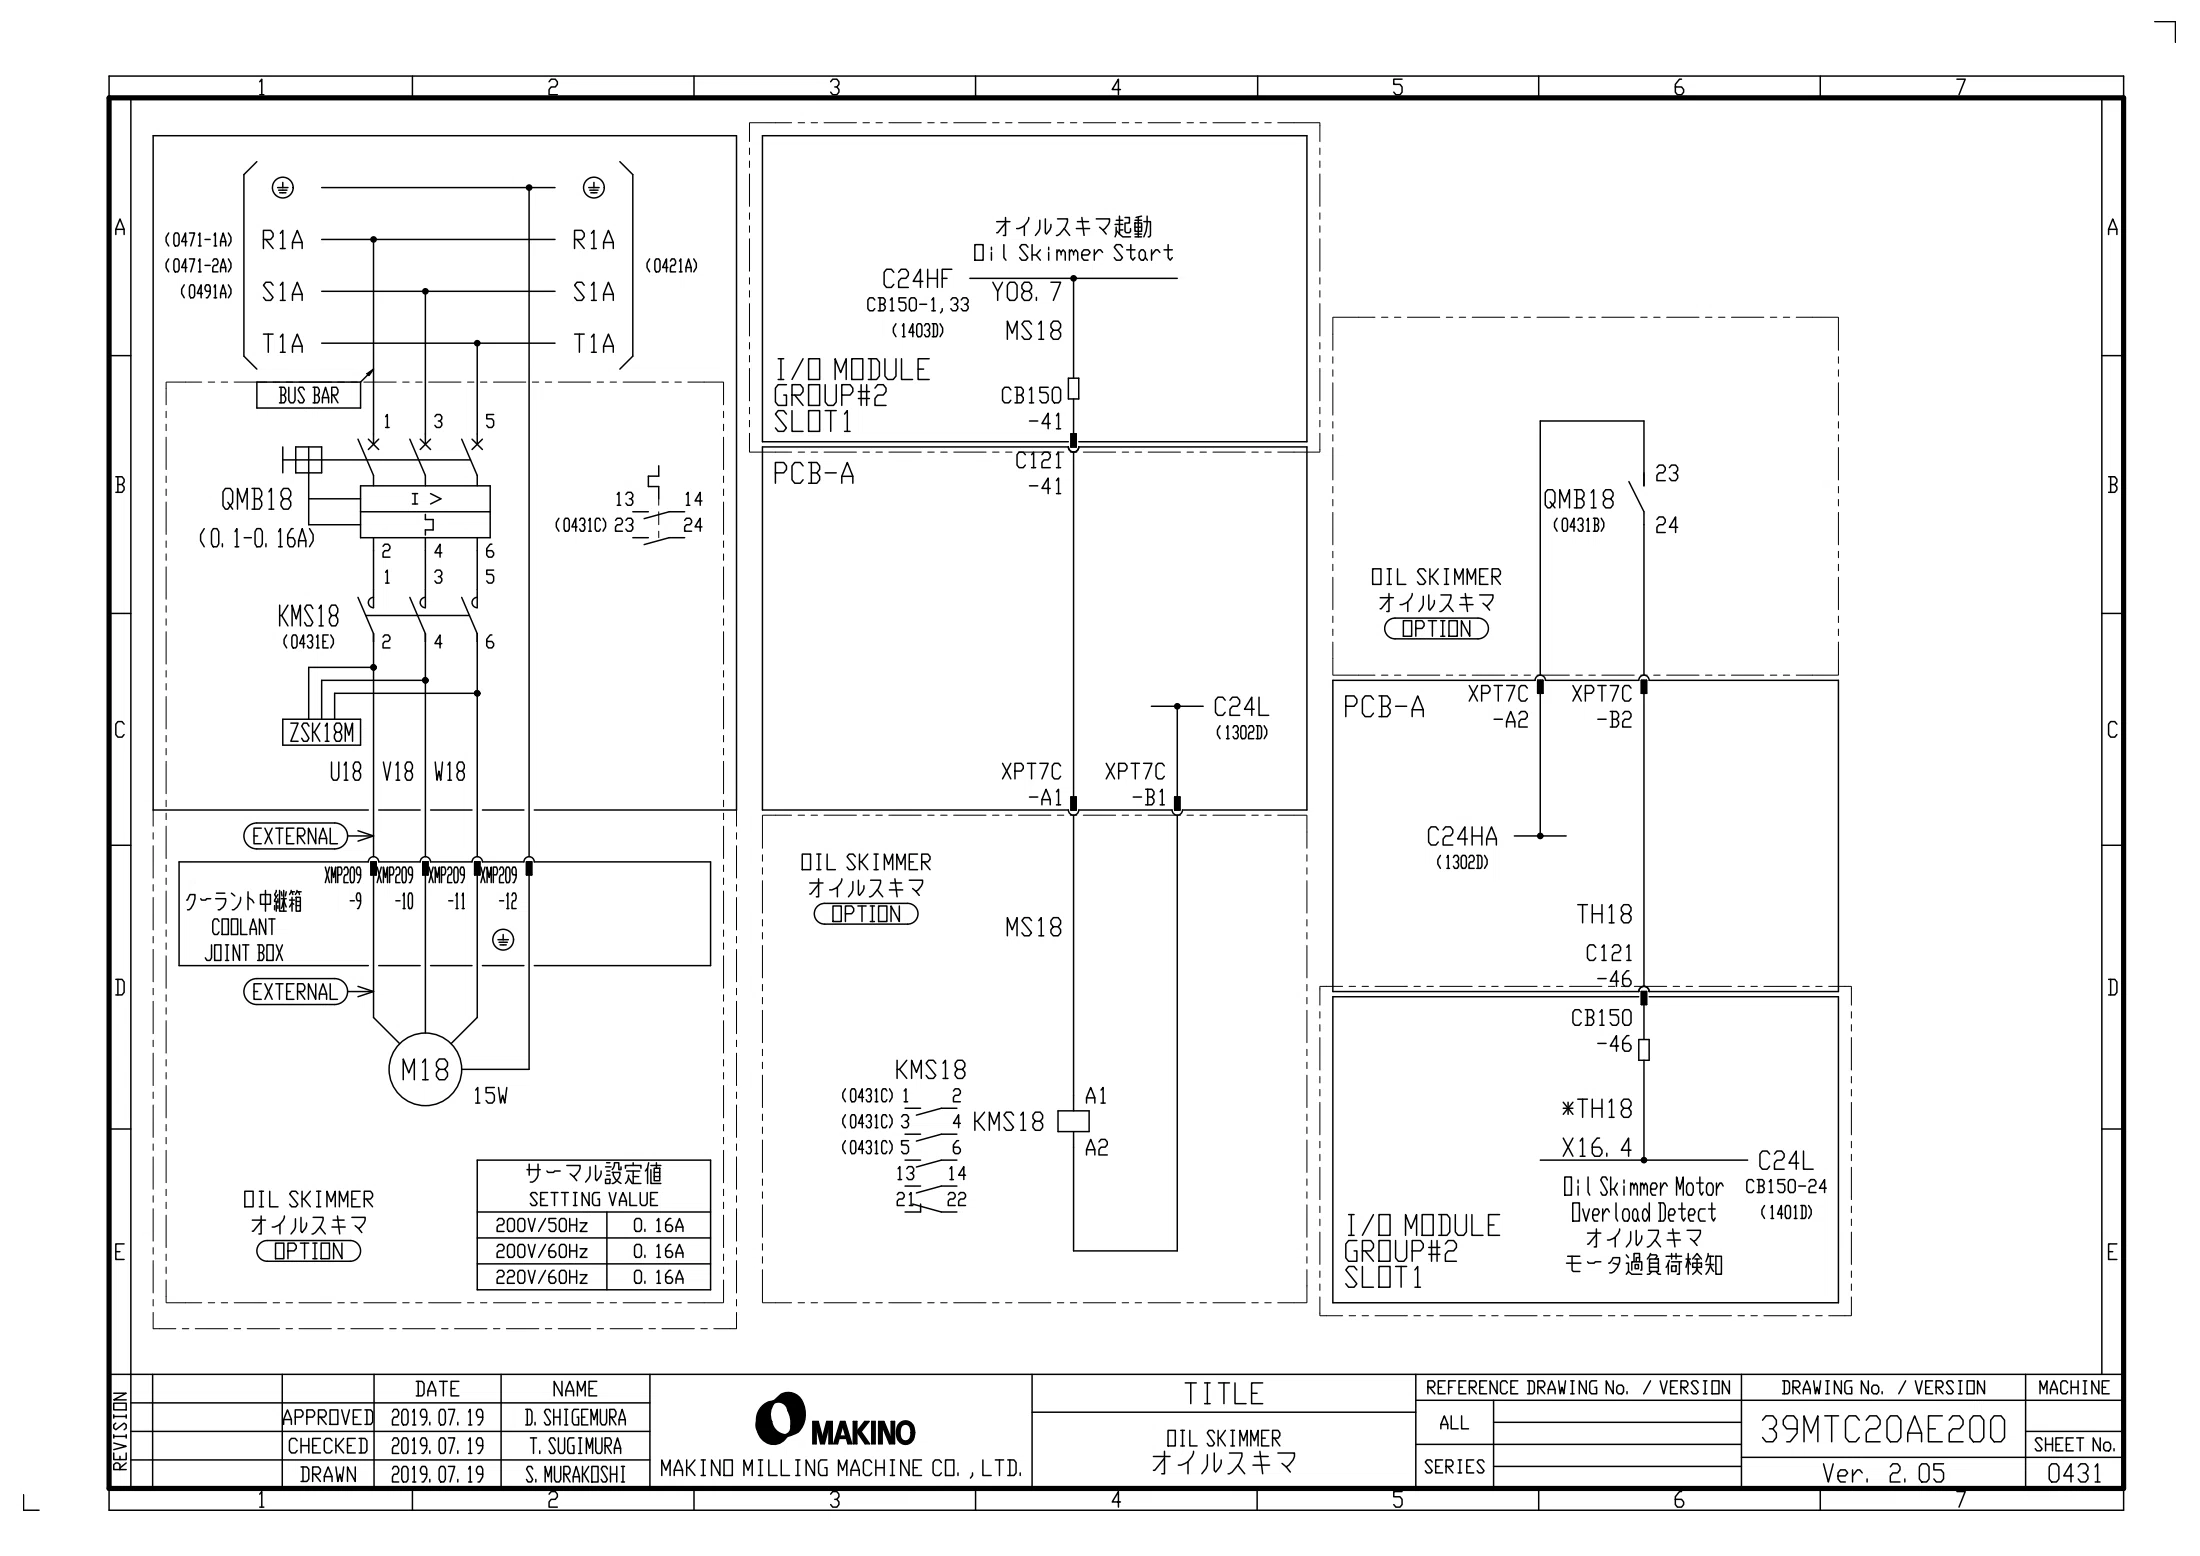 1 2 3 4 5 6 7
A
B
C
D
E
R1A
S1A
T1A
R1A
S1A
T1A
(0471-1A)
(0471-2A)
(0491A)
(0421A)
BUS BAR
1 3 5
QMB18
(0.1-0.16A)
I >
2 4 6
1 3 5
13 14
(0431C) 23 24
KMS18
(0431E)
2 4 6
ZSK18M
U18 V18 W18
EXTERNAL
XMP209 XMP209 XMP209 XMP209
-9 -10 -11 -12
クーラント中継箱
COOLANT
JOINT BOX
EXTERNAL
M18
15W
OIL SKIMMER
オイルスキマ
OPTION
サーマル設定値
SETTING VALUE
200V/50Hz 0.16A
200V/60Hz 0.16A
220V/60Hz 0.16A
オイルスキマ起動
Oil Skimmer Start
C24HF
CB150-1,33
(1403D)
Y08.7
MS18
I/O MODULE
GROUP#2
SLOT1
CB150
-41
PCB-A
C121
-41
C24L
(1302D)
XPT7C XPT7C
-A1 -B1
OIL SKIMMER
オイルスキマ
OPTION
MS18
KMS18
(0431C) 1 2
(0431C) 3 4
(0431C) 5 6
13 14
21 22
KMS18
A1
A2
QMB18
(0431B)
23
24
OIL SKIMMER
オイルスキマ
OPTION
PCB-A
XPT7C XPT7C
-A2 -B2
C24HA
(1302D)
TH18
C121
-46
CB150
-46
*TH18
X16.4
C24L
CB150-24
(1401D)
Oil Skimmer Motor
Overload Detect
オイルスキマ
モータ過負荷検知
I/O MODULE
GROUP#2
SLOT1
A
B
C
D
E
REVISION
DATE NAME
APPROVED 2019.07.19 D. SHIGEMURA
CHECKED 2019.07.19 T. SUGIMURA
DRAWN 2019.07.19 S. MURAKOSHI
MAKINO
MAKINO MILLING MACHINE CO.,LTD.
TITLE
OIL SKIMMER
オイルスキマ
REFERENCE DRAWING No. / VERSION
ALL
SERIES
DRAWING No. / VERSION
39MTC20AE200
Ver. 2.05
MACHINE
SHEET No.
0431
1 2 3 4 5 6 7